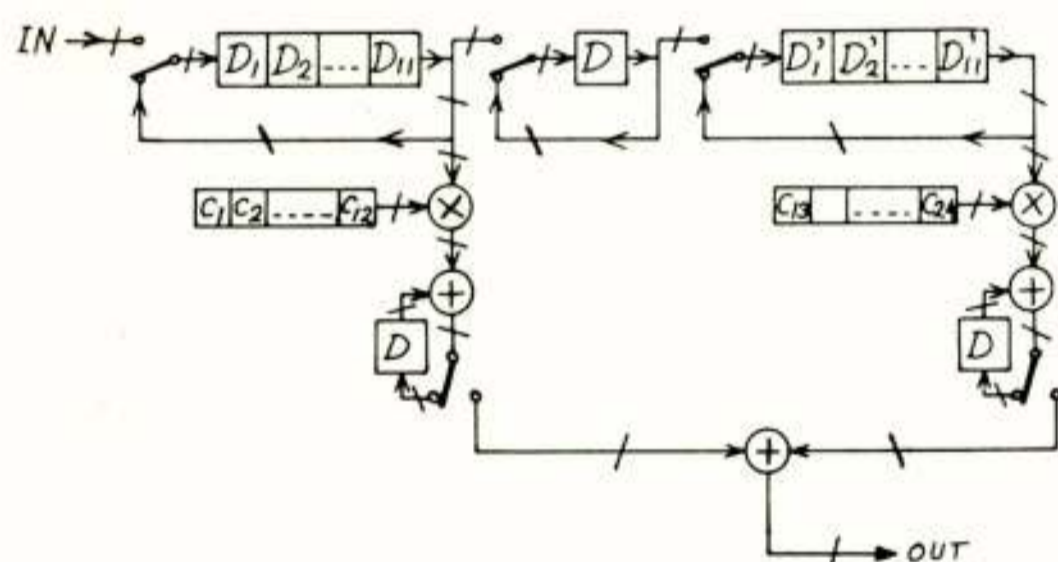 IN D₁ D₂ --- D₁₁ D D'₁ D'₂ --- D'₁₁
C₁ C₂ ---- C₁₂ × C₁₃ ---- C₂₄ ×
+ +
D D
+
OUT